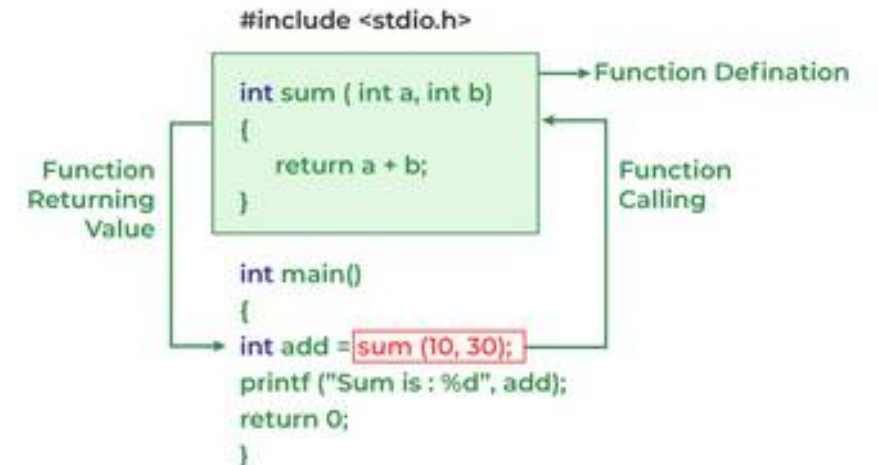 #include <stdio.h>
int sum ( int a, int b)
{
return a + b;
}
Function Defination
Function
Returning
Value
Function
Calling
int main()
{
int add = sum (10, 30);
printf ("Sum is : %d", add);
return 0;
}